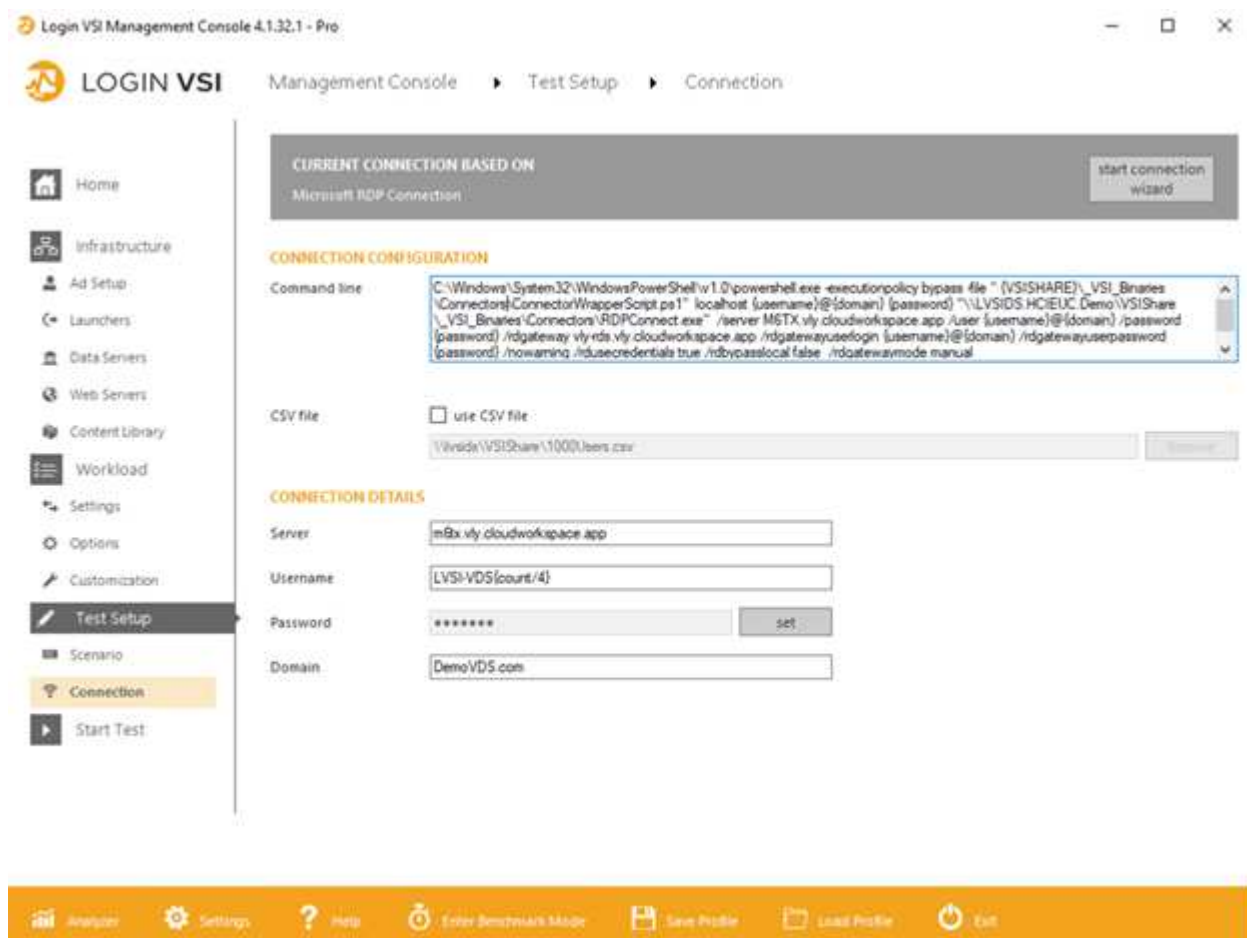 Login VSI Management Console 4.1.32.1 - Pro
LOGIN VSI
Management Console
Test Setup
Connection
Home
Infrastructure
Ad Setup
Launchers
Data Servers
Web Servers
Content Library
Workload
Settings
Options
Customization
Test Setup
Scenario
Connection
Start Test
CURRENT CONNECTION BASED ON
Microsoft RDP Connection
start connection
wizard
CONNECTION CONFIGURATION
Command line
C:\Windows\System32\WindowsPowerShell\v1.0\powershell.exe -executionpolicy bypass -file " {VSISHARE}\_VSI_Binaries
\Connectors\ConnectorWrapperScript.ps1" localhost {username}@{domain} {password} "\\LVSIDS.HCIEUC.Demo\VSIShare
\_VSI_Binaries\Connectors\RDPConnect.exe" /server M6TX.vly.cloudworkspace.app /user {username}@{domain} /password
{password} /rdgateway vly-rds.vly.cloudworkspace.app /rdgatewayuserlogin {username}@{domain} /rdgatewayuserpassword
{password} /nowarning /rdusecredentials true /rdbypasslocal false /rdgatewaymode manual
CSV file
use CSV file
\\lvsids\VSIShare\1000Users.csv
CONNECTION DETAILS
Server
m6tx.vly.cloudworkspace.app
Username
LVSI-VDS{count/4}
Password
*******
set
Domain
DemoVDS.com
Analyzer
Settings
Help
Enter Benchmark Mode
Save Profile
Load Profile
Exit